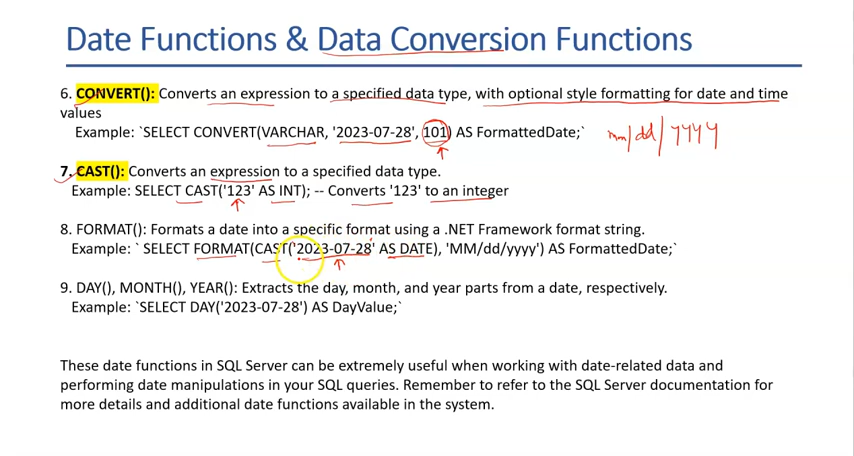 Date Functions & Data Conversion Functions
6. CONVERT(): Converts an expression to a specified data type, with optional style formatting for date and time
values
Example: `SELECT CONVERT(VARCHAR, '2023-07-28', 101) AS FormattedDate;`
mm/dd/yyyy
7. CAST(): Converts an expression to a specified data type.
Example: SELECT CAST('123' AS INT); -- Converts '123' to an integer
8. FORMAT(): Formats a date into a specific format using a .NET Framework format string.
Example: ` SELECT FORMAT(CAST('2023-07-28' AS DATE), 'MM/dd/yyyy') AS FormattedDate;`
9. DAY(), MONTH(), YEAR(): Extracts the day, month, and year parts from a date, respectively.
Example: `SELECT DAY('2023-07-28') AS DayValue;`
These date functions in SQL Server can be extremely useful when working with date-related data and
performing date manipulations in your SQL queries. Remember to refer to the SQL Server documentation for
more details and additional date functions available in the system.